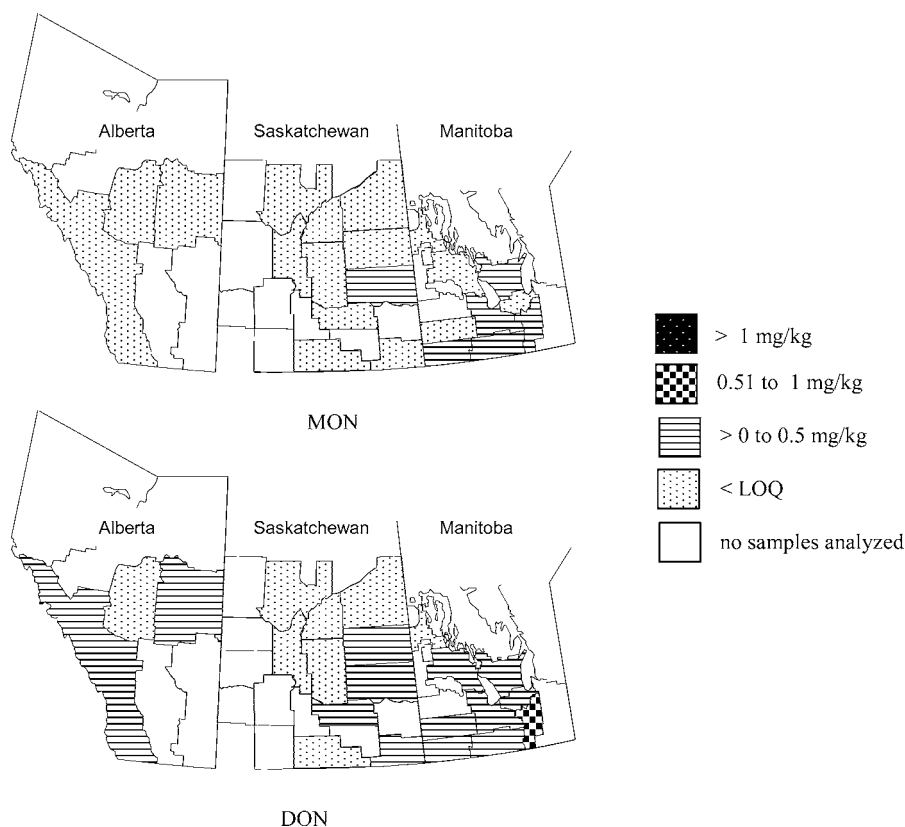 Alberta Saskatchewan Manitoba
MON
> 1 mg/kg
0.51 to 1 mg/kg
> 0 to 0.5 mg/kg
< LOQ
no samples analyzed
Alberta Saskatchewan Manitoba
DON